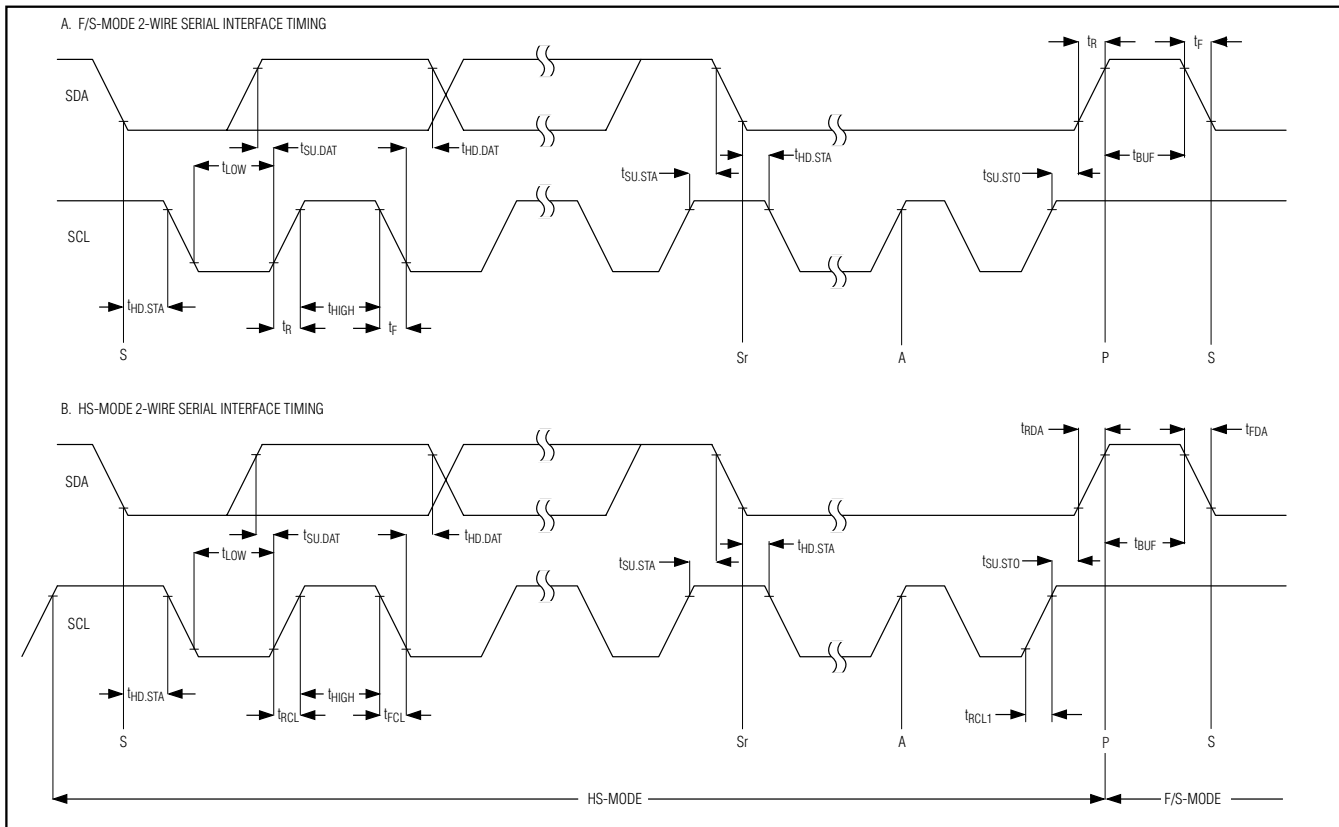 A. F/S-MODE 2-WIRE SERIAL INTERFACE TIMING
tR
tF
SDA
tSU.DAT
tHD.DAT
tLOW
tHD.STA
tBUF
tSU.STA
tSU.STO
SCL
tHD.STA
tHIGH
tR
tF
S
Sr
A
P
S
B. HS-MODE 2-WIRE SERIAL INTERFACE TIMING
tRDA
tFDA
SDA
tSU.DAT
tHD.DAT
tLOW
tHD.STA
tBUF
tSU.STA
tSU.STO
SCL
tHD.STA
tHIGH
tRCL
tFCL
tRCL1
S
Sr
A
P
S
HS-MODE
F/S-MODE